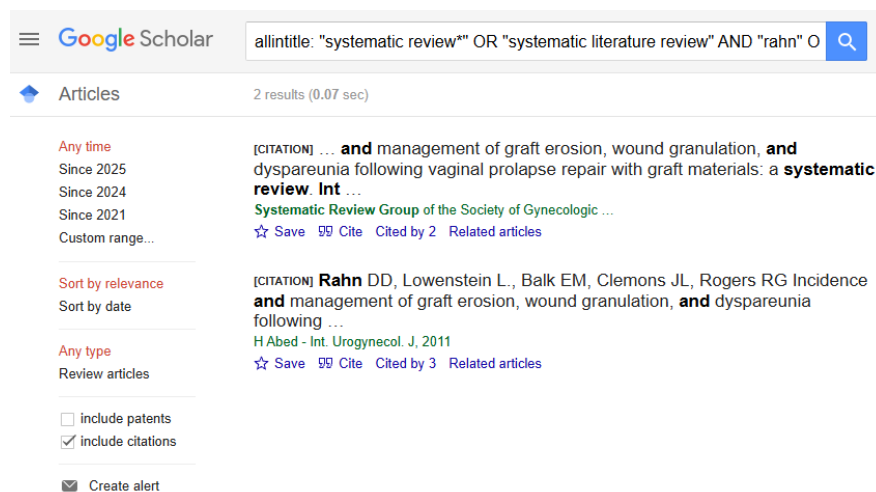 Google Scholar
allintitle: "systematic review*" OR "systematic literature review" AND "rahn" O
Articles
2 results (0.07 sec)
Any time
Since 2025
Since 2024
Since 2021
Custom range...
Sort by relevance
Sort by date
Any type
Review articles
include patents
include citations
Create alert
[CITATION] … and management of graft erosion, wound granulation, and
dyspareunia following vaginal prolapse repair with graft materials: a systematic
review. Int …
Systematic Review Group of the Society of Gynecologic …
Save Cite Cited by 2 Related articles
[CITATION] Rahn DD, Lowenstein L., Balk EM, Clemons JL, Rogers RG Incidence
and management of graft erosion, wound granulation, and dyspareunia
following …
H Abed - Int. Urogynecol. J, 2011
Save Cite Cited by 3 Related articles